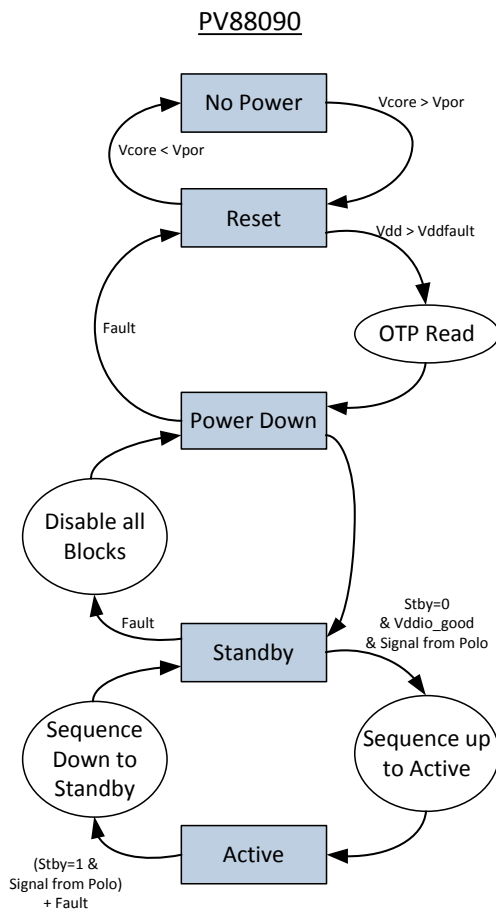 PV88090
No Power
Vcore > Vpor
Vcore < Vpor
Reset
Vdd > Vddfault
OTP Read
Fault
Power Down
Disable all
Blocks
Fault
Stby=0
& Vddio_good
& Signal from Polo
Standby
Sequence
Down to
Standby
Sequence up
to Active
Active
(Stby=1 &
Signal from Polo)
+ Fault